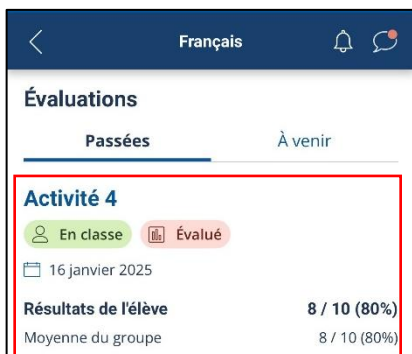 Français
Évaluations
Passées À venir
Activité 4
En classe Évalué
16 janvier 2025
Résultats de l'élève 8 / 10 (80%)
Moyenne du groupe 8 / 10 (80%)